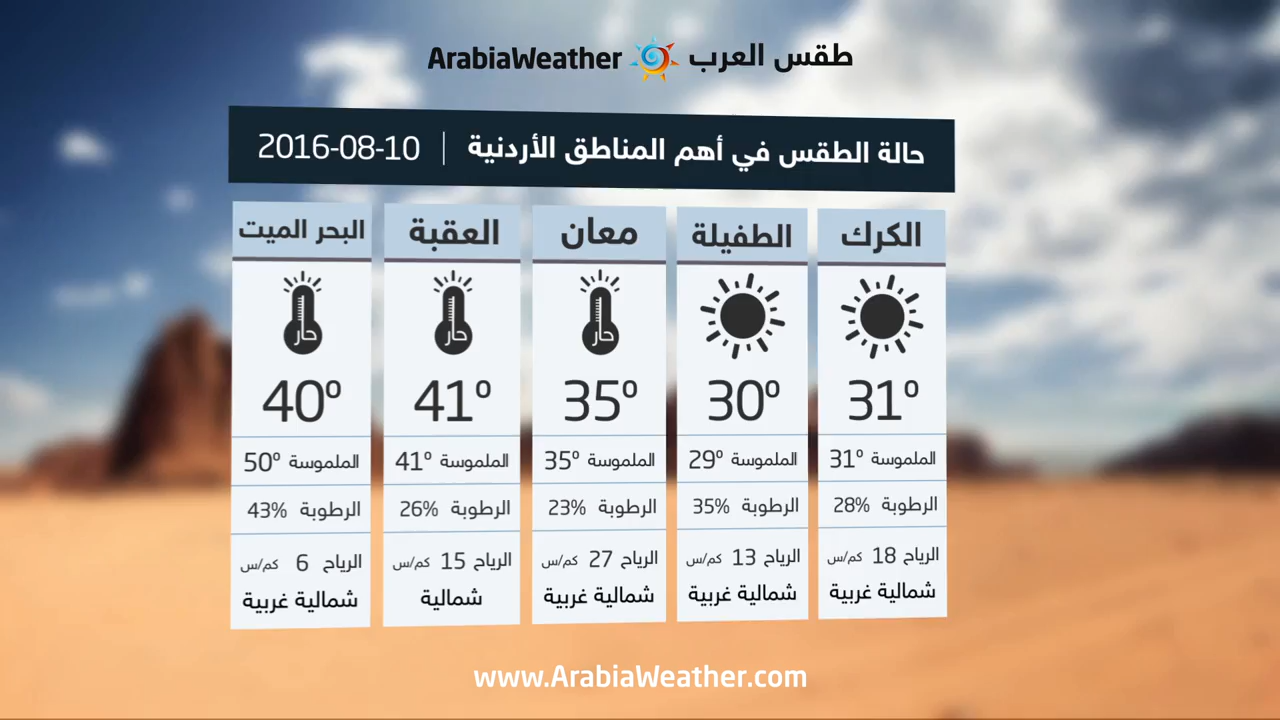 طقس العرب ArabiaWeather
حالة الطقس في أهم المناطق الأردنية | 2016-08-10
الكرك الطفيلة معان العقبة البحر الميت
حار حار حار
31° 30° 35° 41° 40°
الملموسة 31° الملموسة 29° الملموسة 35° الملموسة 41° الملموسة 50°
الرطوبة 28% الرطوبة 35% الرطوبة 23% الرطوبة 26% الرطوبة 43%
الرياح 18 كم/س الرياح 13 كم/س الرياح 27 كم/س الرياح 15 كم/س الرياح 6 كم/س
شمالية غربية شمالية غربية شمالية غربية شمالية شمالية غربية
www.ArabiaWeather.com